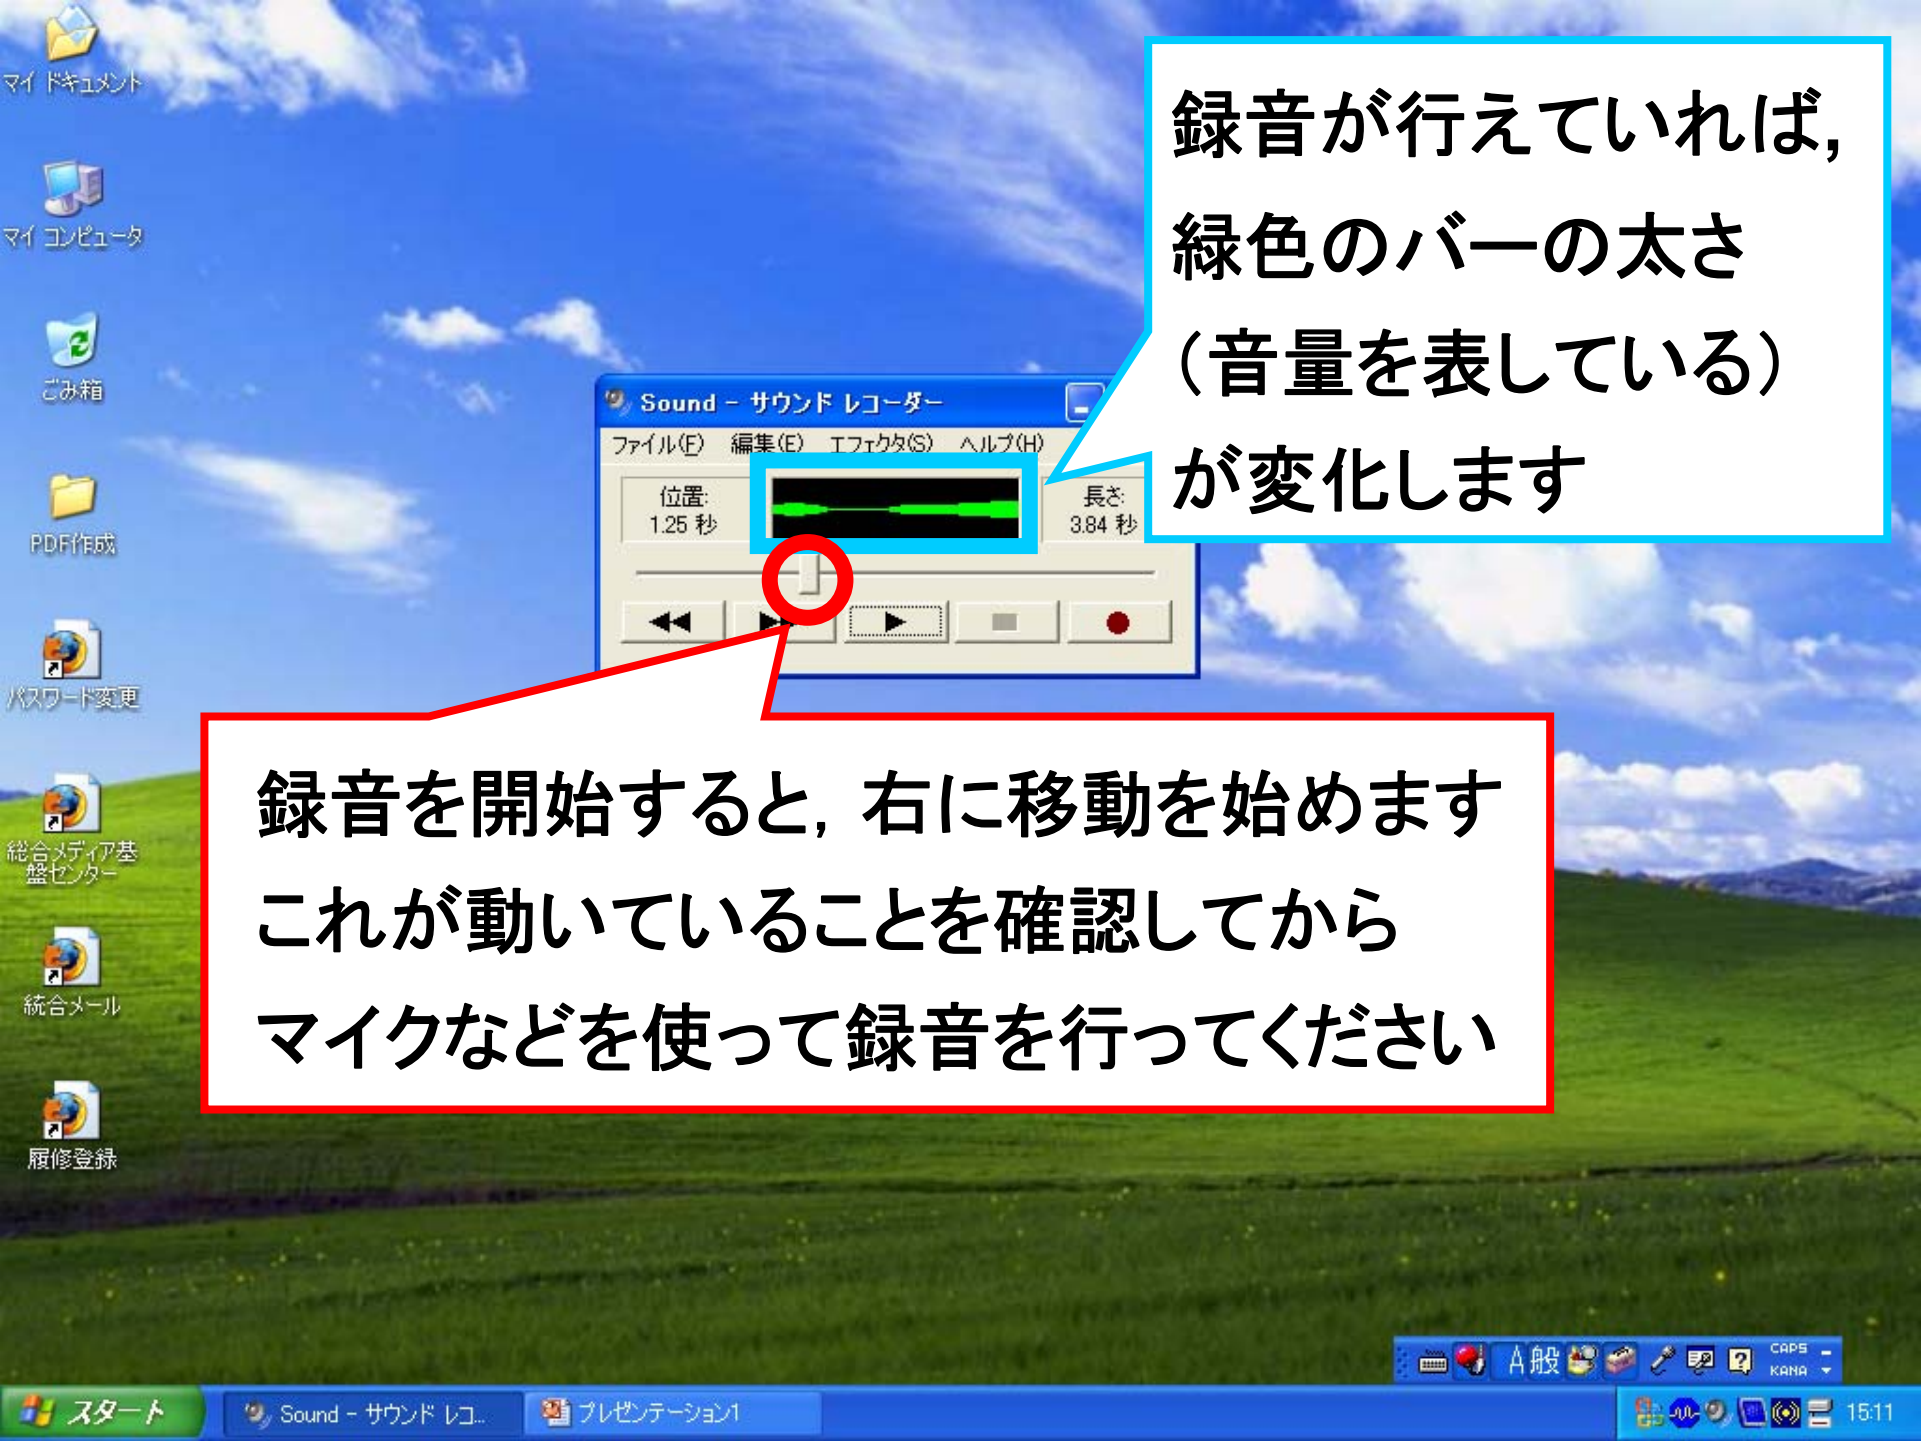 マイ ドキュメント
マイ コンピュータ
ごみ箱
PDF作成
パスワード変更
総合メディア基
盤センター
統合メール
履修登録
録音が行えていれば,
緑色のバーの太さ
(音量を表している)
が変化します
Sound - サウンド レコーダー
ファイル(F) 編集(E) エフェクタ(S) ヘルプ(H)
位置:
1.25 秒
長さ:
3.84 秒
録音を開始すると, 右に移動を始めます
これが動いていることを確認してから
マイクなどを使って録音を行ってください
A般
CAPS
KANA
スタート
Sound - サウンド レコ...
プレゼンテーション1
15:11